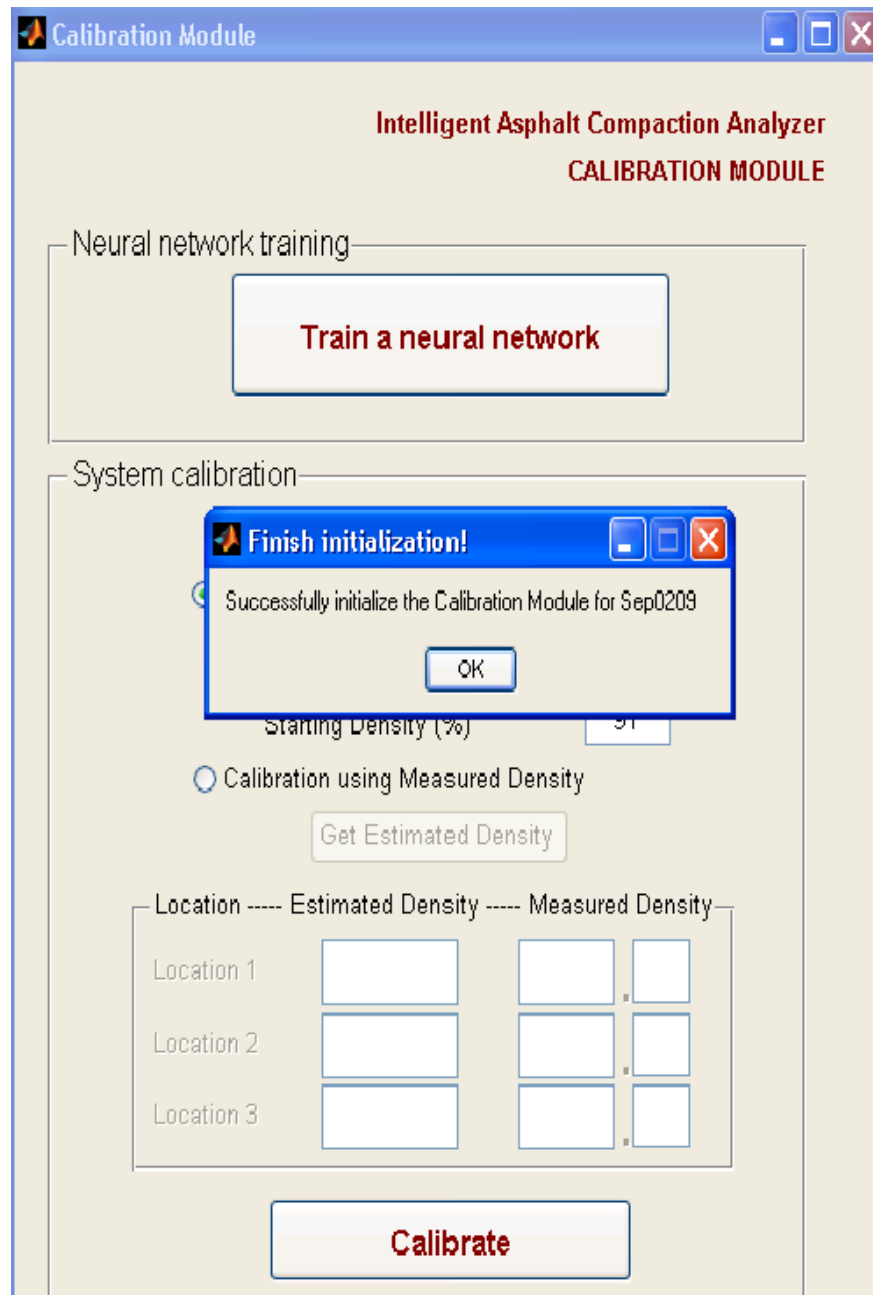 Calibration Module
Intelligent Asphalt Compaction Analyzer
CALIBRATION MODULE
Neural network training
Train a neural network
System calibration
Finish initialization!
Successfully initialize the Calibration Module for Sep0209
OK
Starting Density (%) 91
Calibration using Measured Density
Get Estimated Density
Location ----- Estimated Density ----- Measured Density
Location 1 .
Location 2 .
Location 3 .
Calibrate